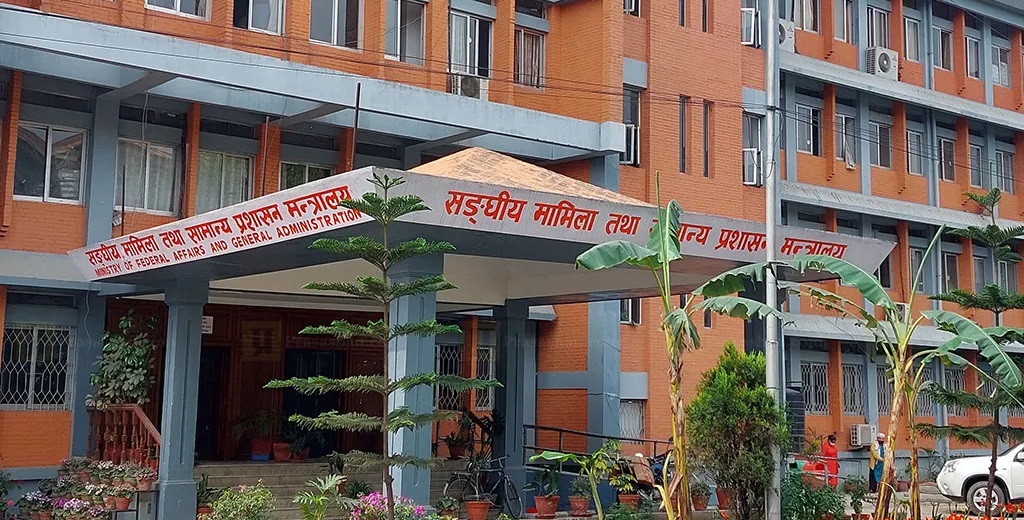 सङ्घीय मामिला तथा सामान्य प्रशासन मन्त्रालय
MINISTRY OF FEDERAL AFFAIRS AND GENERAL ADMINISTRATION
सङ्घीय मामिला तथा सामान्य प्रशासन मन्त्रालय